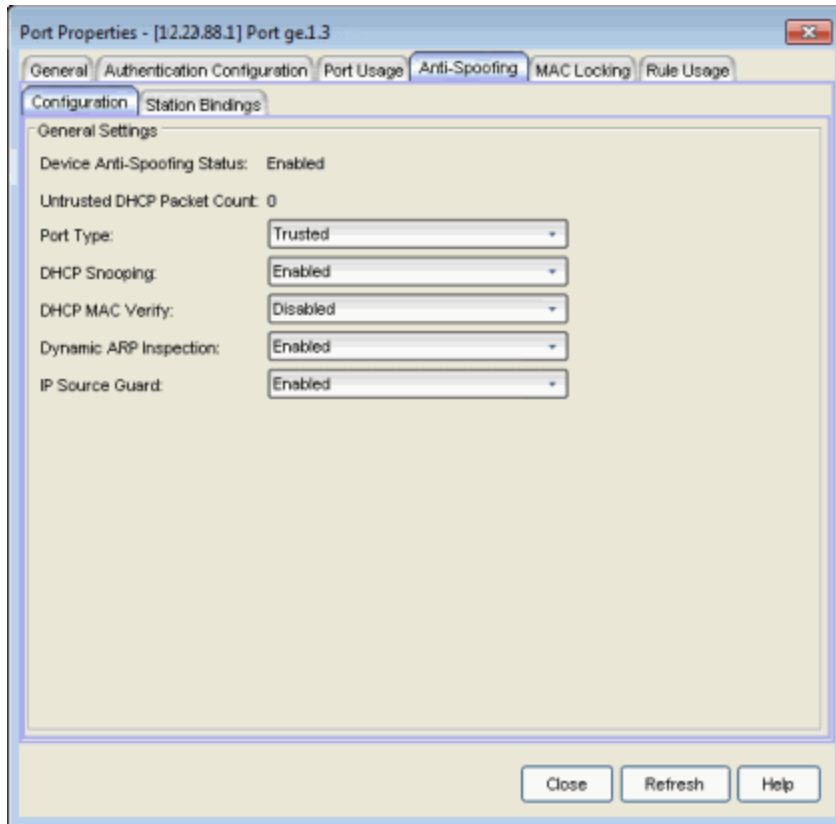 Port Properties - [12.23.88.1] Port ge.1.3
General Authentication Configuration Port Usage Anti-Spoofing MAC Locking Rule Usage
Configuration Station Bindings
General Settings
Device Anti-Spoofing Status: Enabled
Untrusted DHCP Packet Count: 0
Port Type: Trusted
DHCP Snooping: Enabled
DHCP MAC Verify: Disabled
Dynamic ARP Inspection: Enabled
IP Source Guard: Enabled
Close Refresh Help